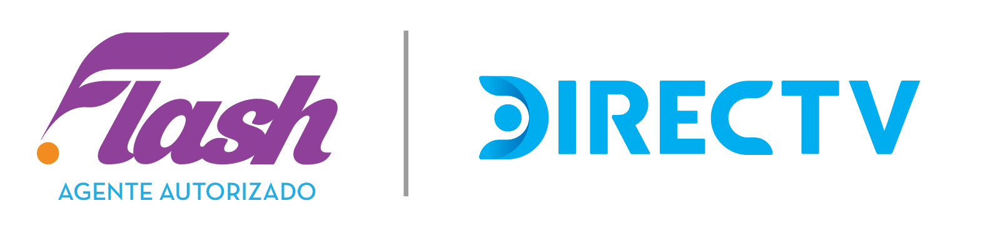 Flash
AGENTE AUTORIZADO
DIRECTV